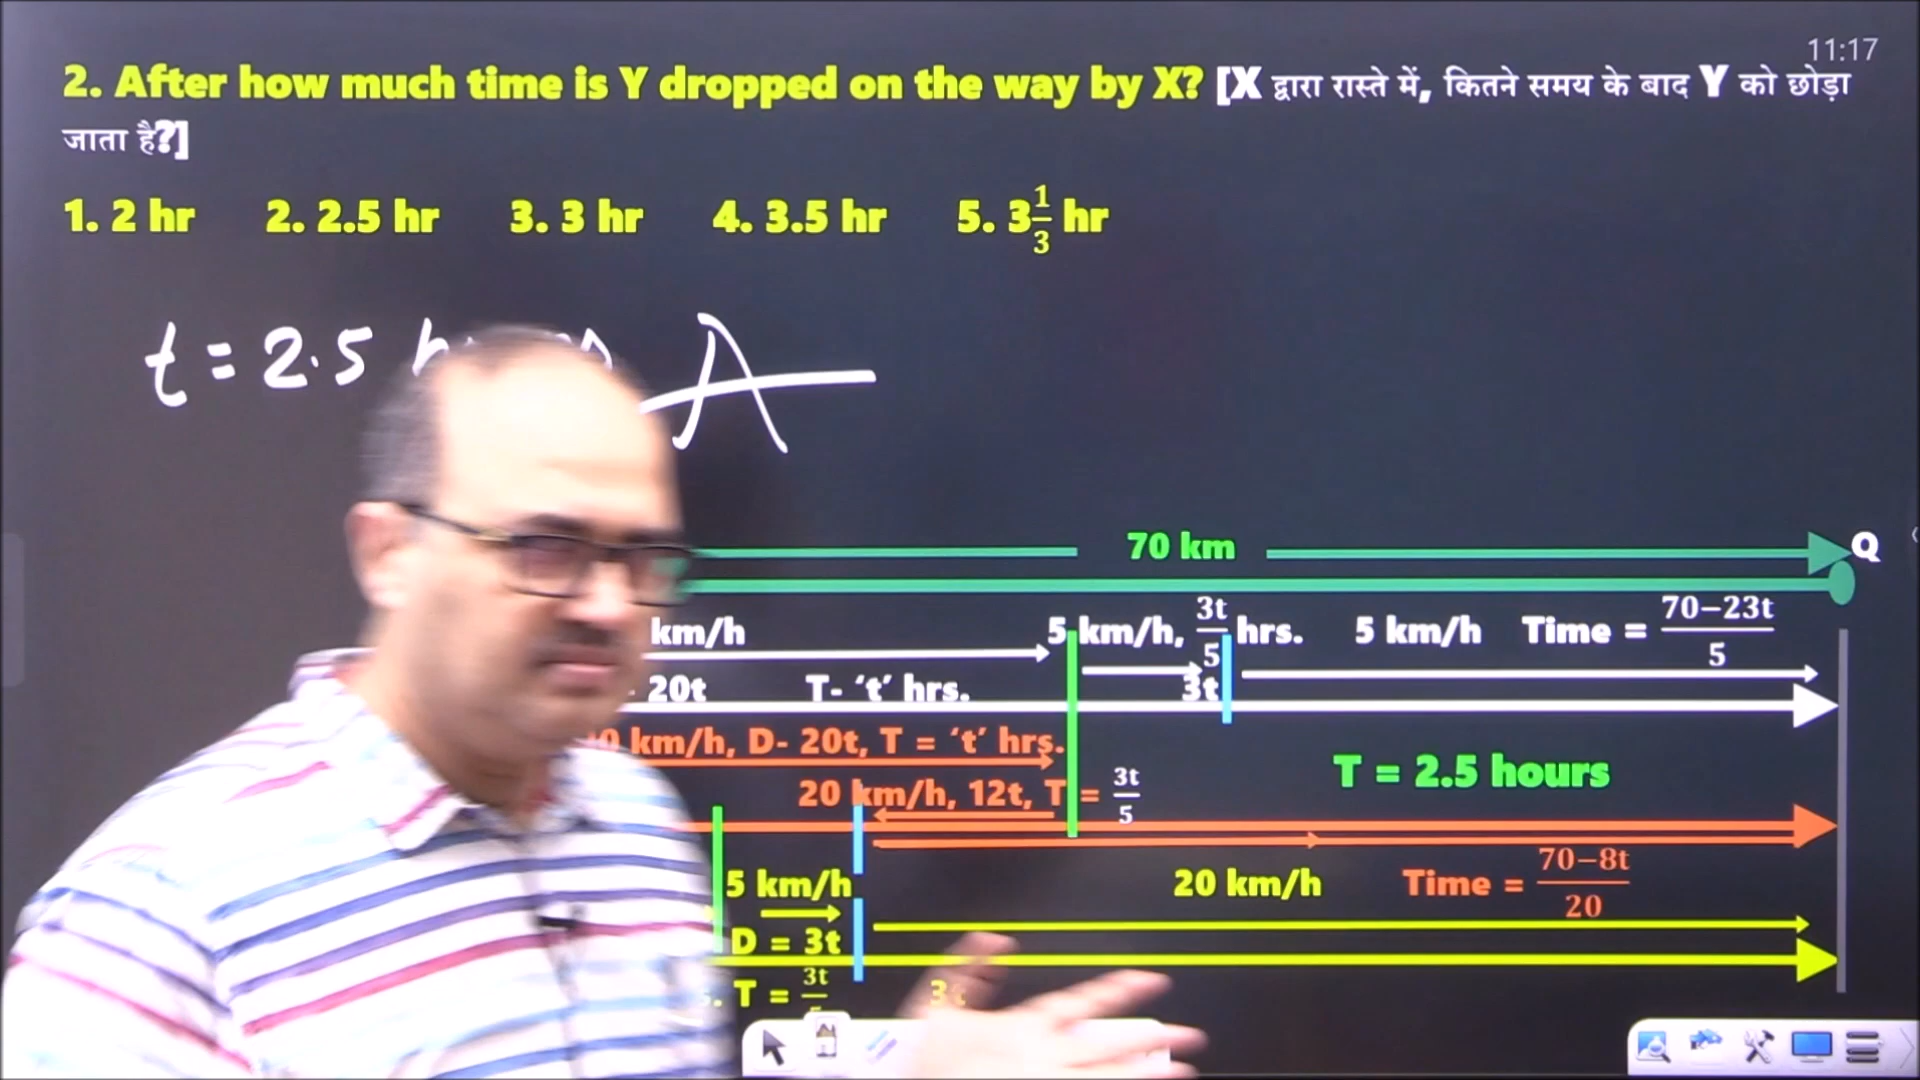 11:17
2. After how much time is Y dropped on the way by X? [X द्वारा रास्ते में, कितने समय के बाद Y को छोड़ा
जाता है?]
1. 2 hr 2. 2.5 hr 3. 3 hr 4. 3.5 hr 5. 3 1/3 hr
t = 2.5 A
70 km Q
km/h 5 km/h, 3t/5 hrs. 5 km/h Time = 70−23t/5
20t T- ‘t’ hrs. 3t
km/h, D- 20t, T = ‘t’ hrs.
T = 2.5 hours
20 km/h, 12t, T = 3t/5
5 km/h 20 km/h Time = 70−8t/20
D = 3t
T = 3t